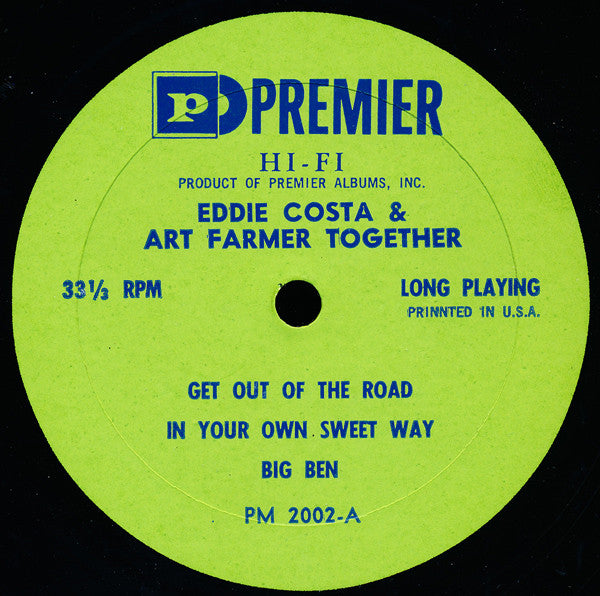 P PREMIER
HI-FI
PRODUCT OF PREMIER ALBUMS, INC.
EDDIE COSTA &
ART FARMER TOGETHER
33⅓ RPM
LONG PLAYING
PRINNTED IN U.S.A.
GET OUT OF THE ROAD
IN YOUR OWN SWEET WAY
BIG BEN
PM 2002-A